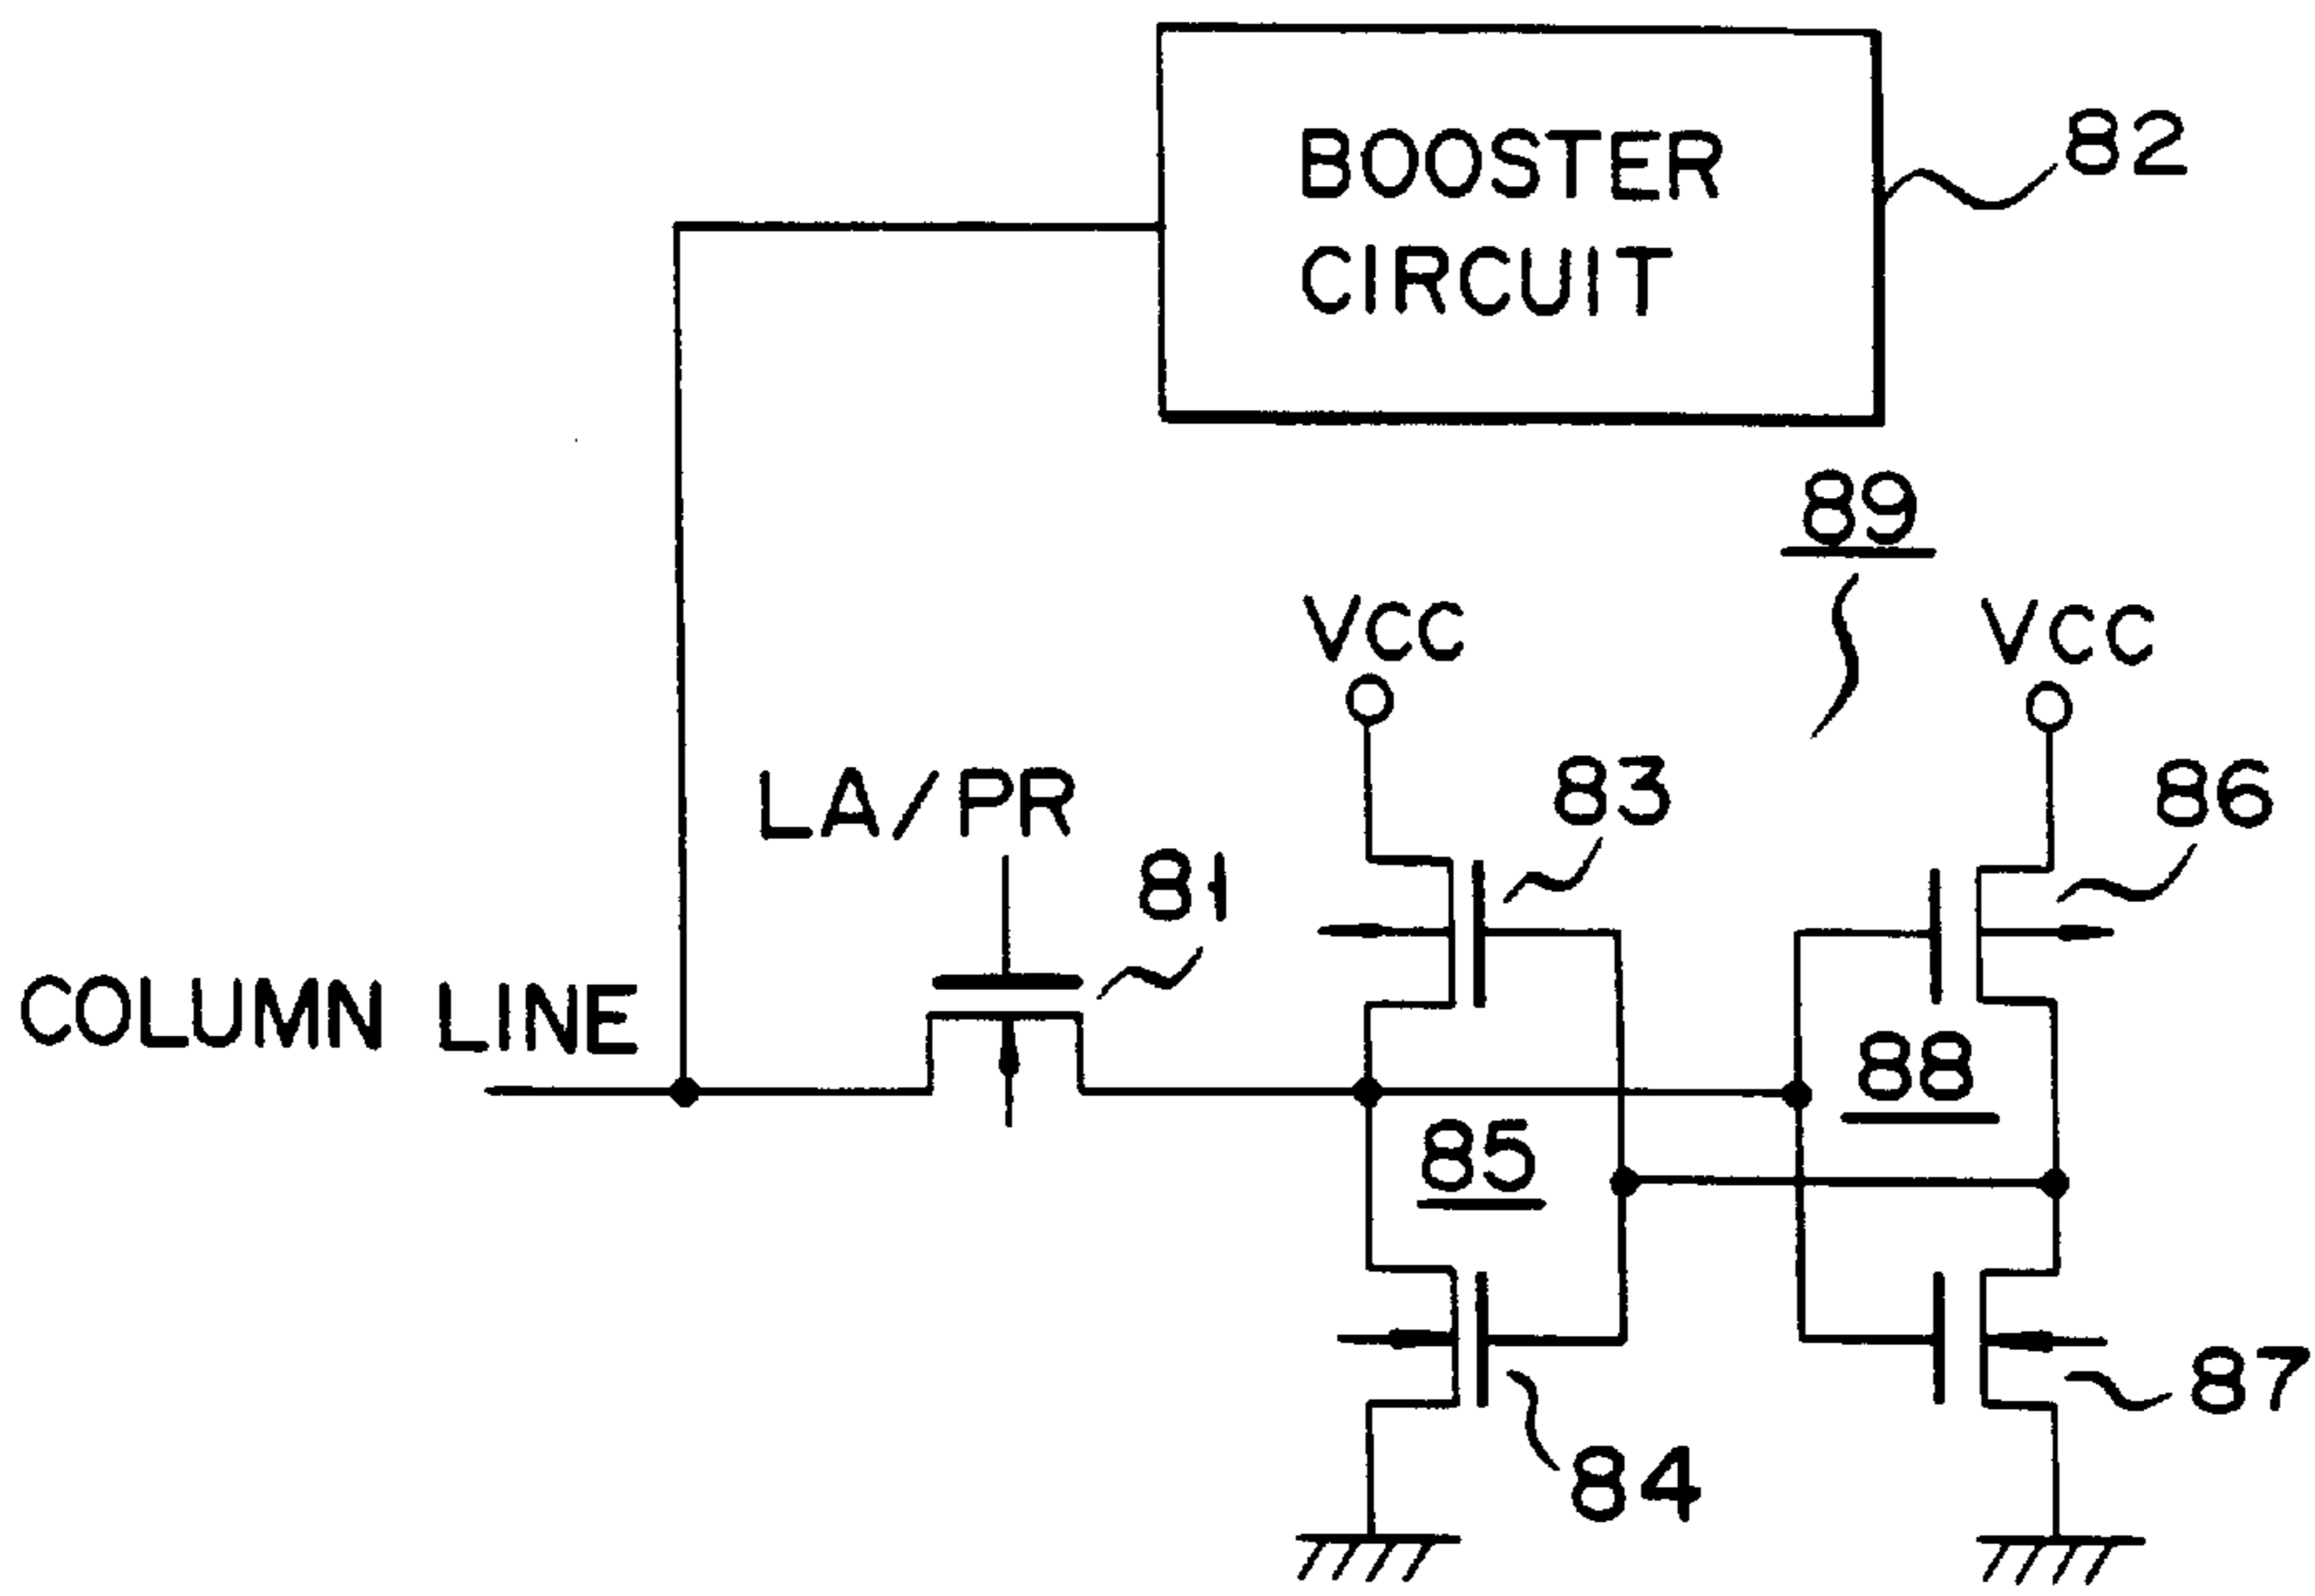 BOOSTER
CIRCUIT
82
89
VCC
VCC
LA/PR
83
86
81
COLUMN LINE
88
85
87
84